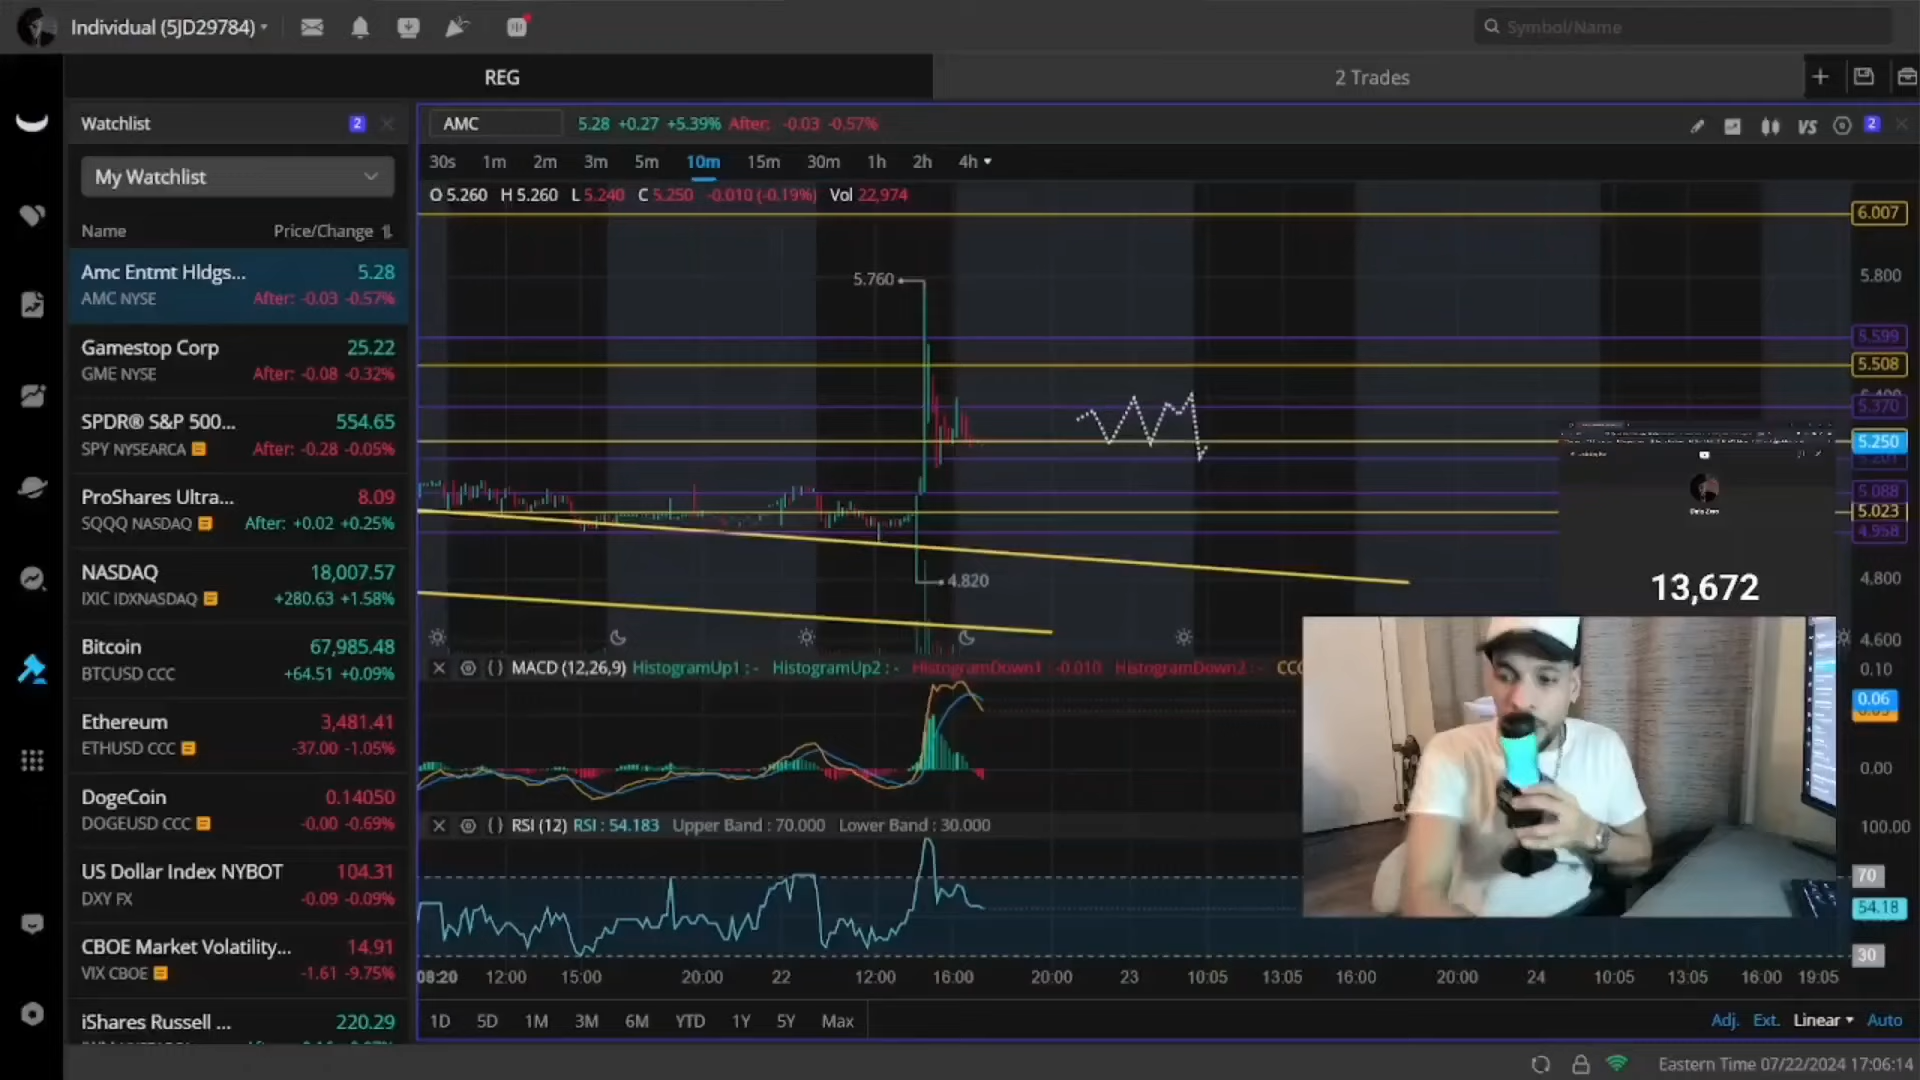 Individual (5JD29784)
Symbol/Name
REG
2 Trades
Watchlist
2
My Watchlist
Name
Price/Change
Amc Entmt Hldgs... 5.28
AMC NYSE After: -0.03 -0.57%
Gamestop Corp 25.22
GME NYSE After: -0.08 -0.32%
SPDR® S&P 500... 554.65
SPY NYSEARCA After: -0.28 -0.05%
ProShares Ultra... 8.09
SQQQ NASDAQ After: +0.02 +0.25%
NASDAQ 18,007.57
IXIC IDXNASDAQ +280.63 +1.58%
Bitcoin 67,985.48
BTCUSD CCC +64.51 +0.09%
Ethereum 3,481.41
ETHUSD CCC -37.00 -1.05%
DogeCoin 0.14050
DOGEUSD CCC -0.00 -0.69%
US Dollar Index NYBOT 104.31
DXY FX -0.09 -0.09%
CBOE Market Volatility... 14.91
VIX CBOE -1.61 -9.75%
iShares Russell ... 220.29
AMC 5.28 +0.27 +5.39% After: -0.03 -0.57%
VS
2
30s 1m 2m 3m 5m 10m 15m 30m 1h 2h 4h
O 5.260 H 5.260 L 5.240 C 5.250 -0.010 (-0.19%) Vol 22,974
6.007
5.760
5.800
5.599
5.508
5.370
5.250
5.088
5.023
4.958
4.820
4.800
4.600
13,672
MACD (12,26,9) HistogramUp1 : - HistogramUp2 : - HistogramDown1 : -0.010 HistogramDown2 : -
0.10
0.06
0.00
RSI (12) RSI : 54.183 Upper Band : 70.000 Lower Band : 30.000
100.00
70
54.18
30
08:20 12:00 15:00 20:00 22 12:00 16:00 20:00 23 10:05 13:05 16:00 20:00 24 10:05 13:05 16:00 19:05
1D 5D 1M 3M 6M YTD 1Y 5Y Max
Adj. Ext. Linear Auto
Eastern Time 07/22/2024 17:06:14